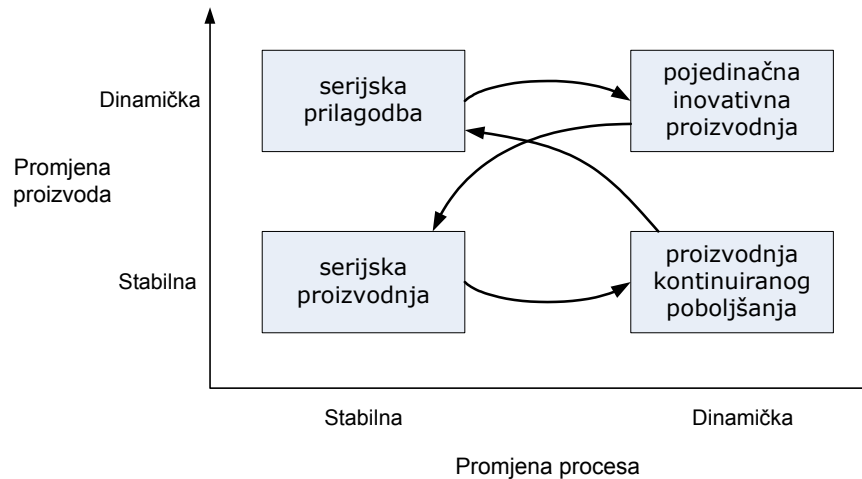 Dinamička
serijska
prilagodba
pojedinačna
inovativna
proizvodnja
Promjena
proizvoda
Stabilna
serijska
proizvodnja
proizvodnja
kontinuiranog
poboljšanja
Stabilna
Dinamička
Promjena procesa